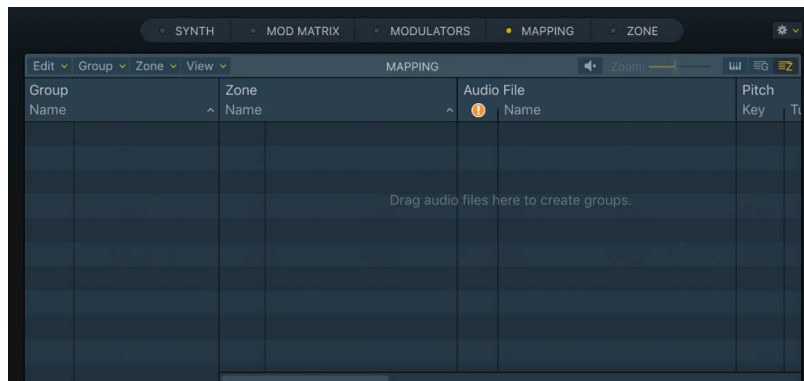 SYNTH MOD MATRIX MODULATORS MAPPING ZONE
Edit Group Zone View MAPPING Zoom: G Z
Group Zone Audio File Pitch
Name Name Name Key
Drag audio files here to create groups.